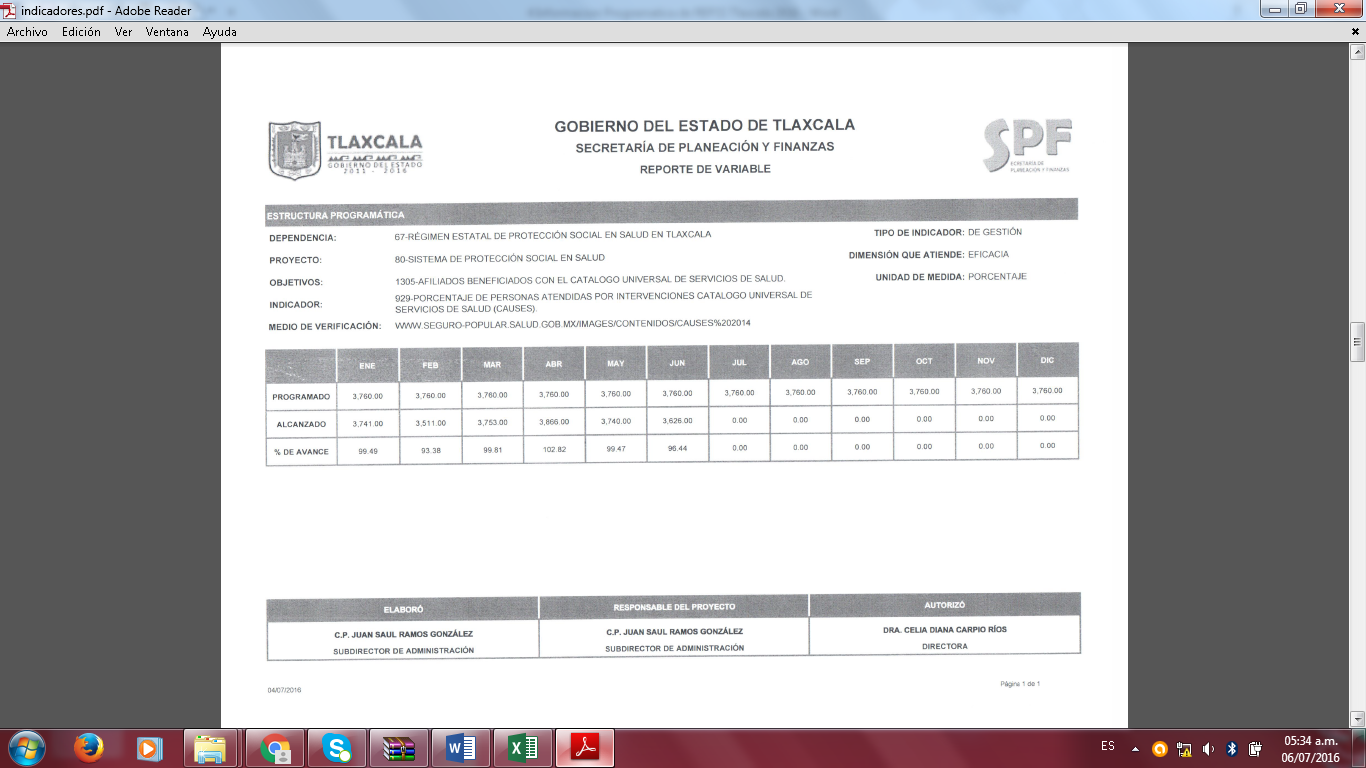 indicadores.pdf - Adobe Reader
Archivo Edición Ver Ventana Ayuda
TLAXCALA
GOBIERNO DEL ESTADO
2011 - 2016
GOBIERNO DEL ESTADO DE TLAXCALA
SECRETARÍA DE PLANEACIÓN Y FINANZAS
REPORTE DE VARIABLE
SPF
SECRETARÍA DE
PLANEACIÓN Y FINANZAS
ESTRUCTURA PROGRAMÁTICA
DEPENDENCIA: 67-RÉGIMEN ESTATAL DE PROTECCIÓN SOCIAL EN SALUD EN TLAXCALA TIPO DE INDICADOR: DE GESTIÓN
PROYECTO: 80-SISTEMA DE PROTECCIÓN SOCIAL EN SALUD DIMENSIÓN QUE ATIENDE: EFICACIA
OBJETIVOS: 1305-AFILIADOS BENEFICIADOS CON EL CATALOGO UNIVERSAL DE SERVICIOS DE SALUD. UNIDAD DE MEDIDA: PORCENTAJE
INDICADOR: 929-PORCENTAJE DE PERSONAS ATENDIDAS POR INTERVENCIONES CATALOGO UNIVERSAL DE
SERVICIOS DE SALUD (CAUSES).
MEDIO DE VERIFICACIÓN: WWW.SEGURO-POPULAR.SALUD.GOB.MX/IMAGES/CONTENIDOS/CAUSES%202014
ENE FEB MAR ABR MAY JUN JUL AGO SEP OCT NOV DIC
PROGRAMADO 3,760.00 3,760.00 3,760.00 3,760.00 3,760.00 3,760.00 3,760.00 3,760.00 3,760.00 3,760.00 3,760.00 3,760.00
ALCANZADO 3,741.00 3,511.00 3,753.00 3,866.00 3,740.00 3,626.00 0.00 0.00 0.00 0.00 0.00 0.00
% DE AVANCE 99.49 93.38 99.81 102.82 99.47 96.44 0.00 0.00 0.00 0.00 0.00 0.00
ELABORÓ RESPONSABLE DEL PROYECTO AUTORIZÓ
C.P. JUAN SAUL RAMOS GONZÁLEZ C.P. JUAN SAUL RAMOS GONZÁLEZ DRA. CELIA DIANA CARPIO RÍOS
SUBDIRECTOR DE ADMINISTRACIÓN SUBDIRECTOR DE ADMINISTRACIÓN DIRECTORA
04/07/2016 Página 1 de 1
ES 05:34 a.m.
06/07/2016